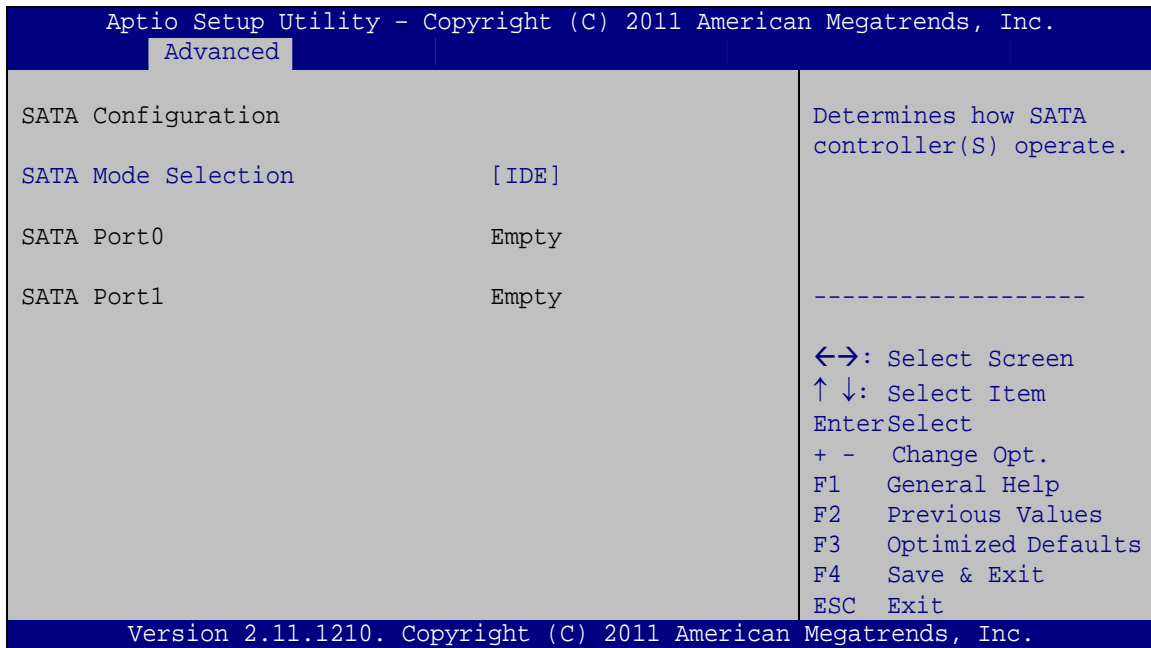 Aptio Setup Utility – Copyright (C) 2011 American Megatrends, Inc.
Advanced
SATA Configuration
SATA Mode Selection [IDE]
SATA Port0 Empty
SATA Port1 Empty
Determines how SATA
controller(S) operate.
-------------------
←→: Select Screen
↑ ↓: Select Item
EnterSelect
+ - Change Opt.
F1 General Help
F2 Previous Values
F3 Optimized Defaults
F4 Save & Exit
ESC Exit
Version 2.11.1210. Copyright (C) 2011 American Megatrends, Inc.